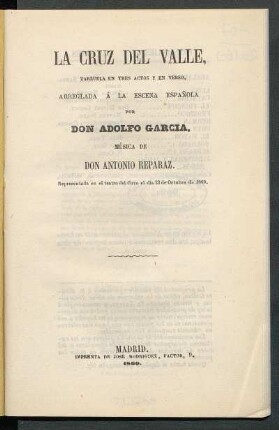 LA CRUZ DEL VALLE,
ZARZUELA EN TRES ACTOS Y EN VERSO,
ARREGLADA Á LA ESCENA ESPAÑOLA
POR
DON ADOLFO GARCIA,
MÚSICA DE
DON ANTONIO REPARAZ.
Representada en el teatro del Circo el dia 23 de Octubre de
MADRID.
IMPRENTA DE JOSÉ RODRIGUEZ, FACTOR, 9.
1860.